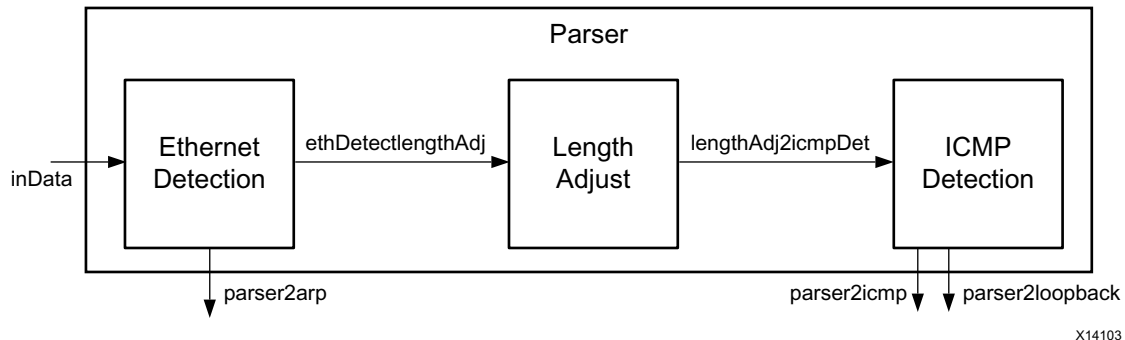 Parser
inData
Ethernet
Detection
ethDetectlengthAdj
Length
Adjust
lengthAdj2icmpDet
ICMP
Detection
parser2arp
parser2icmp
parser2loopback
X14103